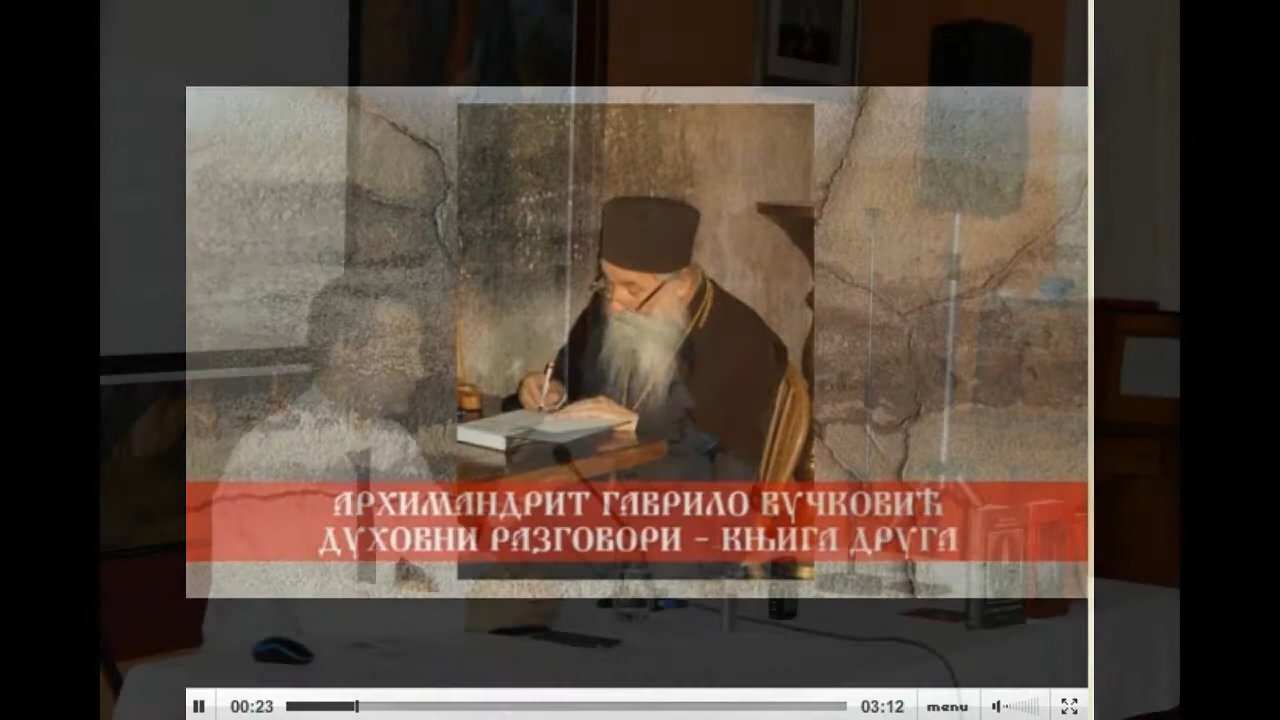 АРХИМАНДРИТ ГАВРИЛО ВУЧКОВИЋ
ДУХОВНИ РАЗГОВОРИ - КЊИГА ДРУГА
00:23
03:12
menu